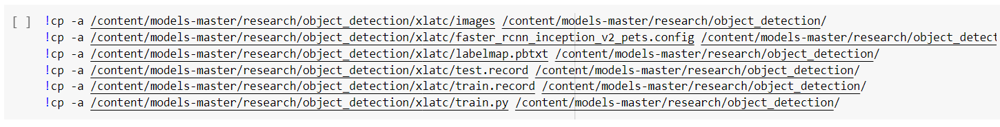 [ ] !cp -a /content/models-master/research/object_detection/xlatc/images /content/models-master/research/object_detection/
!cp -a /content/models-master/research/object_detection/xlatc/faster_rcnn_inception_v2_pets.config /content/models-master/research/object_detect
!cp -a /content/models-master/research/object_detection/xlatc/labelmap.pbtxt /content/models-master/research/object_detection/
!cp -a /content/models-master/research/object_detection/xlatc/test.record /content/models-master/research/object_detection/
!cp -a /content/models-master/research/object_detection/xlatc/train.record /content/models-master/research/object_detection/
!cp -a /content/models-master/research/object_detection/xlatc/train.py /content/models-master/research/object_detection/